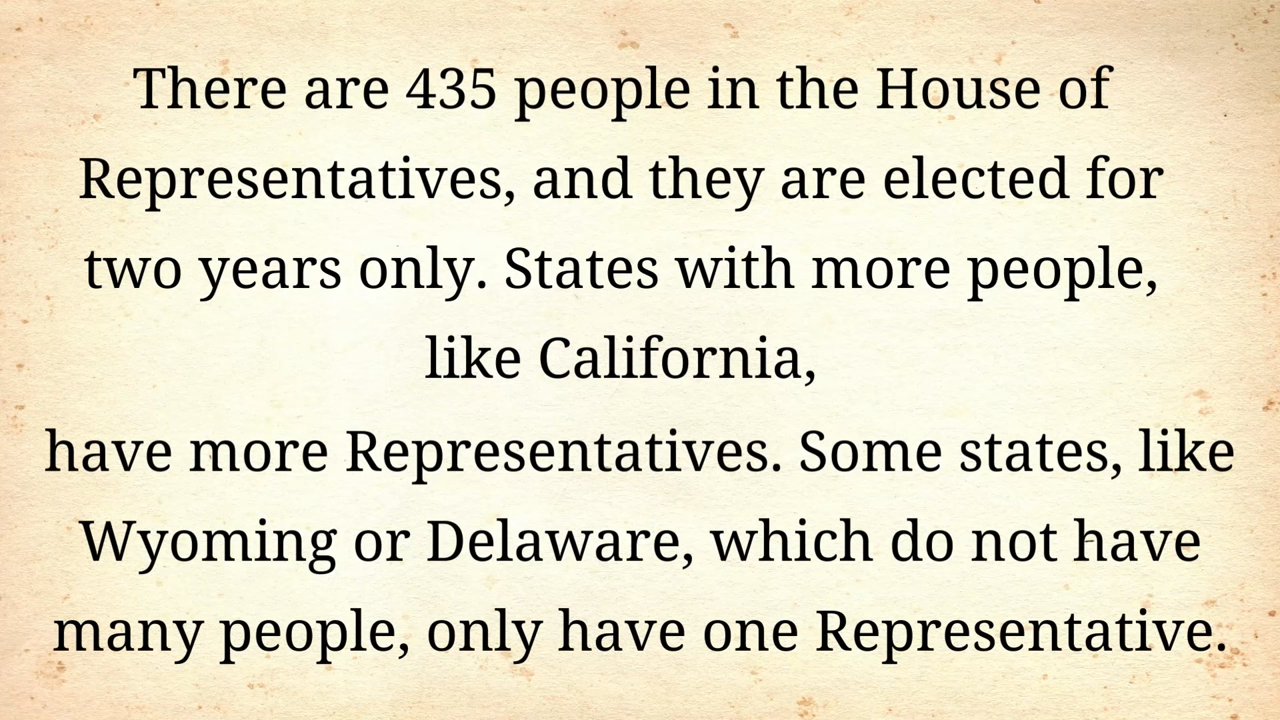 There are 435 people in the House of
Representatives, and they are elected for
two years only. States with more people,
like California,
have more Representatives. Some states, like
Wyoming or Delaware, which do not have
many people, only have one Representative.